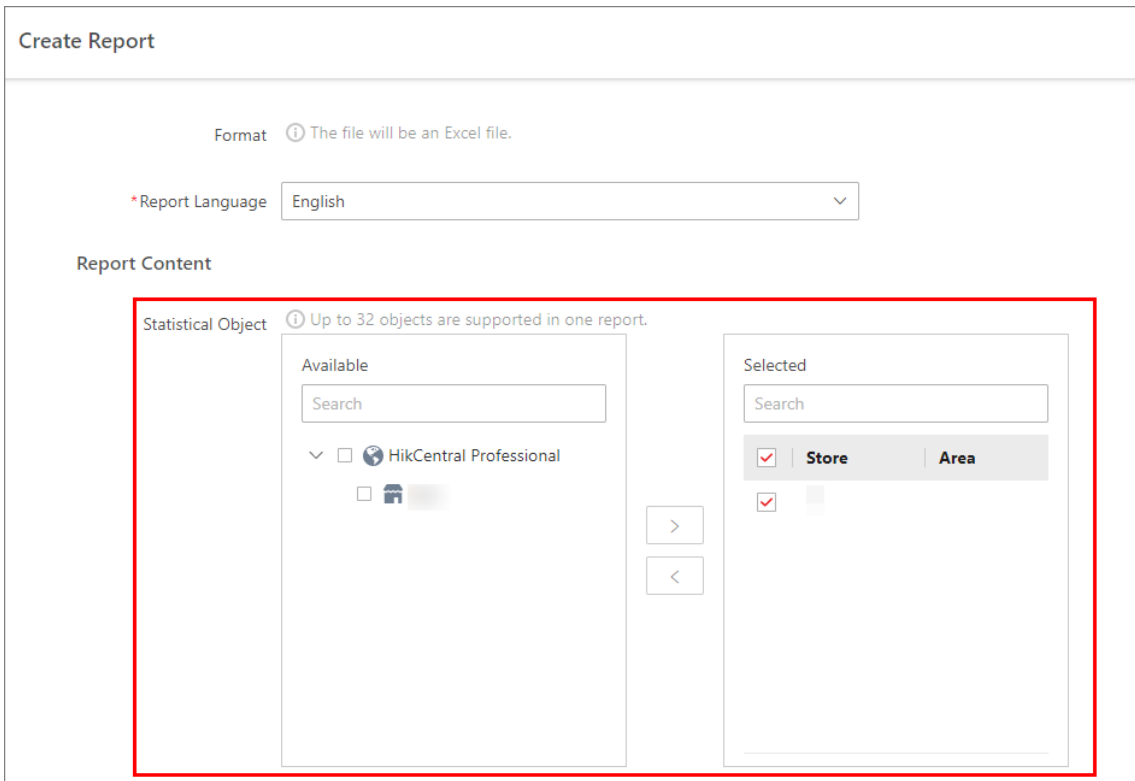 Create Report
Format The file will be an Excel file.
*Report Language English
Report Content
Statistical Object Up to 32 objects are supported in one report.
Available
Search
HikCentral Professional
Selected
Search
Store Area
>
<